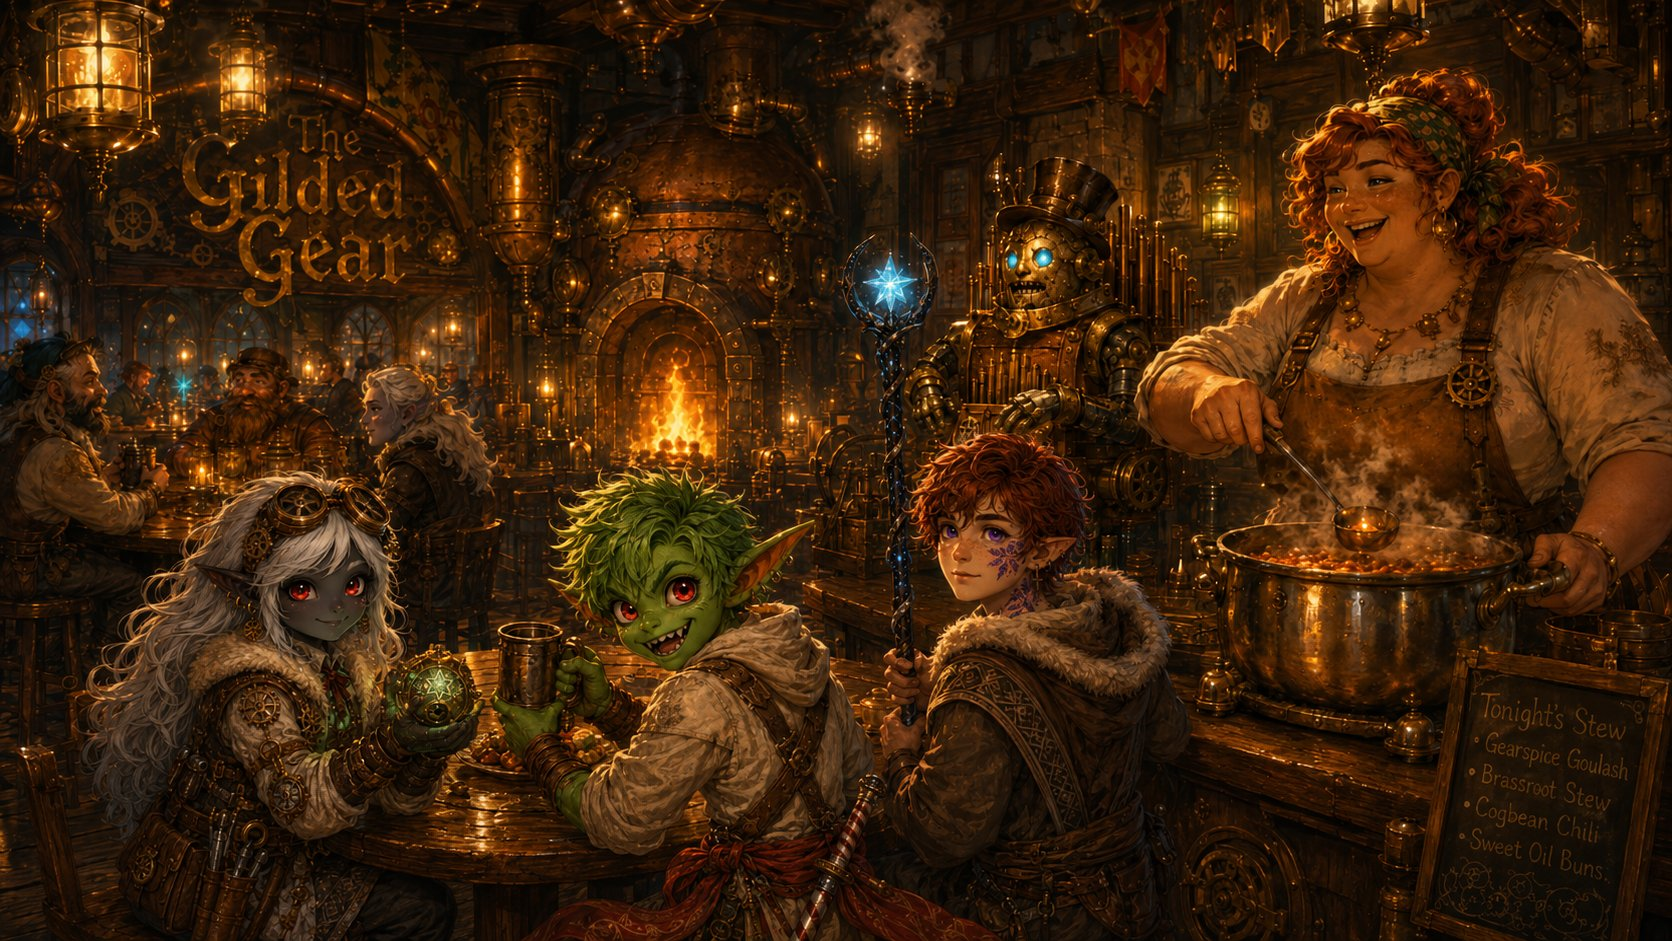 The
Gilded
Gear
Tonight's Stew
• Gearspice Goulash
• Brassroot Stew
• Cogbean Chili
• Sweet Oil Buns.